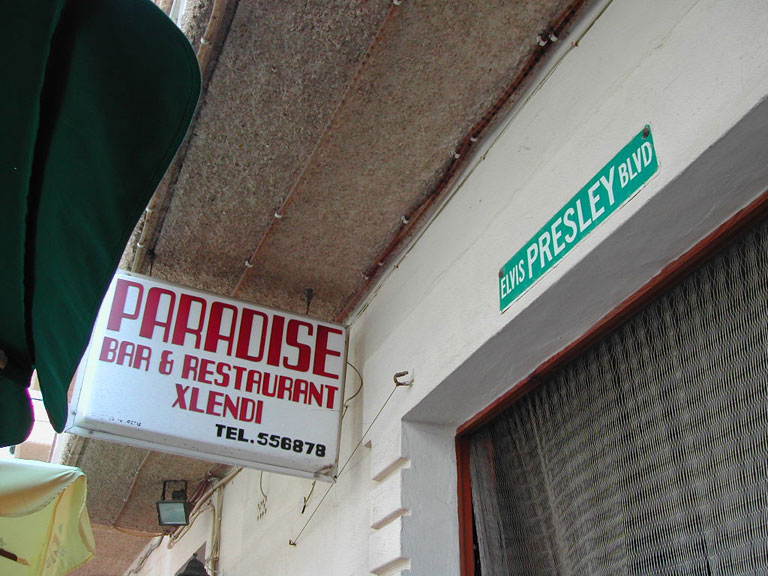 PARADISE
BAR & RESTAURANT
XLENDI
TEL. 556878
ELVIS PRESLEY BLVD